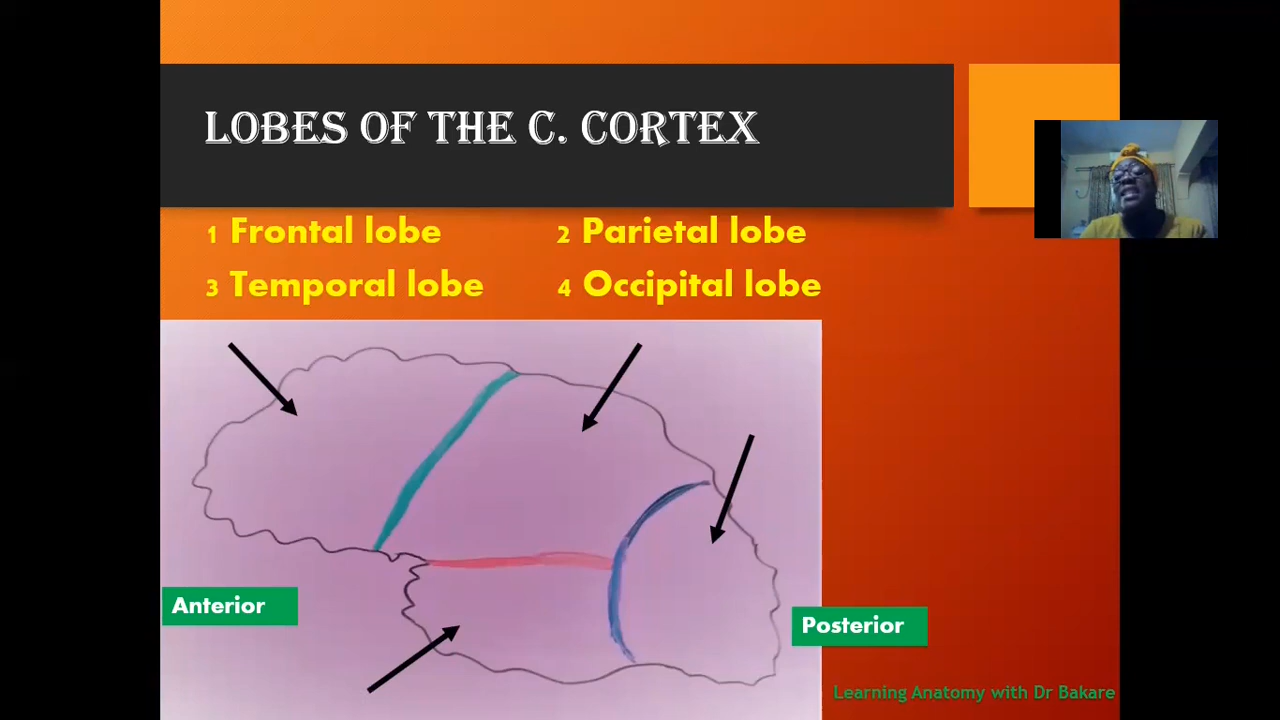 LOBES OF THE C. CORTEX
1 Frontal lobe 2 Parietal lobe
3 Temporal lobe 4 Occipital lobe
Anterior
Posterior
Learning Anatomy with Dr Bakare